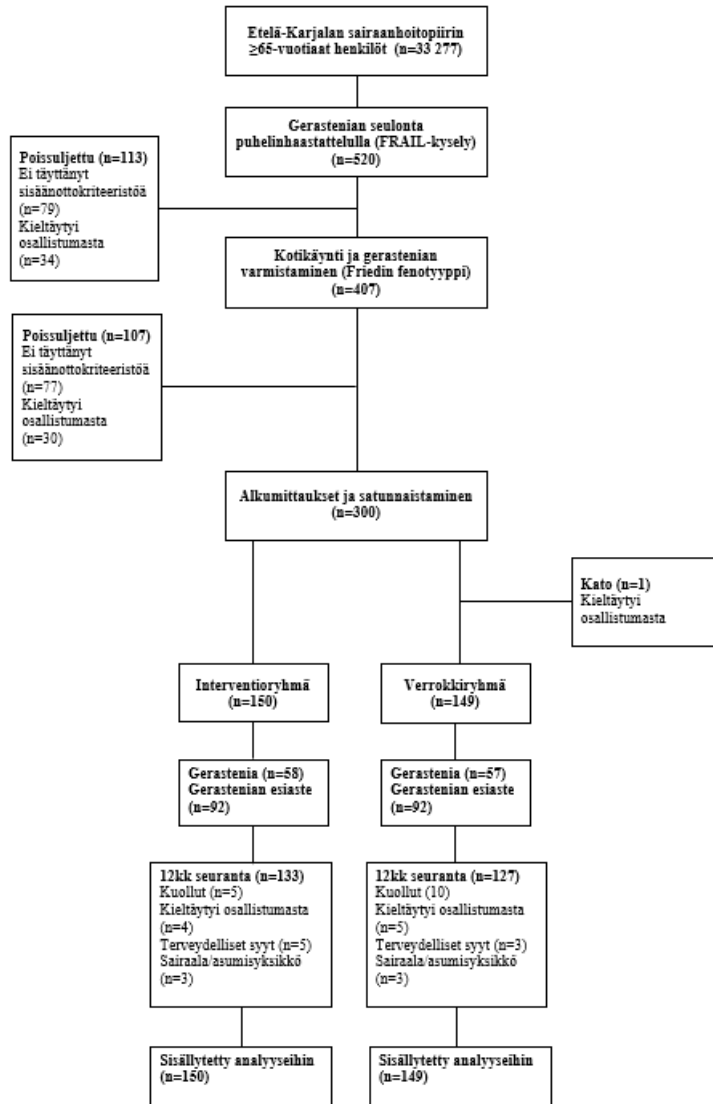 Etelä-Karjalan sairaanhoitopiirin
≥65-vuotiaat henkilöt (n=33 277)
Gerastenian seulonta
puhelinhaastattelulla (FRAIL-kysely)
(n=520)
Poissuljettu (n=113)
Ei täyttänyt
sisäänottokriteeristöä
(n=79)
Kieltäytyi
osallistumasta
(n=34)
Kotikäynti ja gerastenian
varmistaminen (Friedin fenotyyppi)
(n=407)
Poissuljettu (n=107)
Ei täyttänyt
sisäänottokriteeristöä
(n=77)
Kieltäytyi
osallistumasta
(n=30)
Alkumittaukset ja satunnaistaminen
(n=300)
Kato (n=1)
Kieltäytyi
osallistumasta
Interventioryhmä
(n=150)
Verrokkiryhmä
(n=149)
Gerastenia (n=58)
Gerastenian esiaste
(n=92)
Gerastenia (n=57)
Gerastenian esiaste
(n=92)
12kk seuranta (n=133)
Kuollut (n=5)
Kieltäytyi osallistumasta
(n=4)
Terveydelliset syyt (n=5)
Sairaala/asumisyksikkö
(n=3)
12kk seuranta (n=127)
Kuollut (10)
Kieltäytyi osallistumasta
(n=5)
Terveydelliset syyt (n=3)
Sairaala/asumisyksikkö
(n=3)
Sisällytetty analyyseihin
(n=150)
Sisällytetty analyyseihin
(n=149)